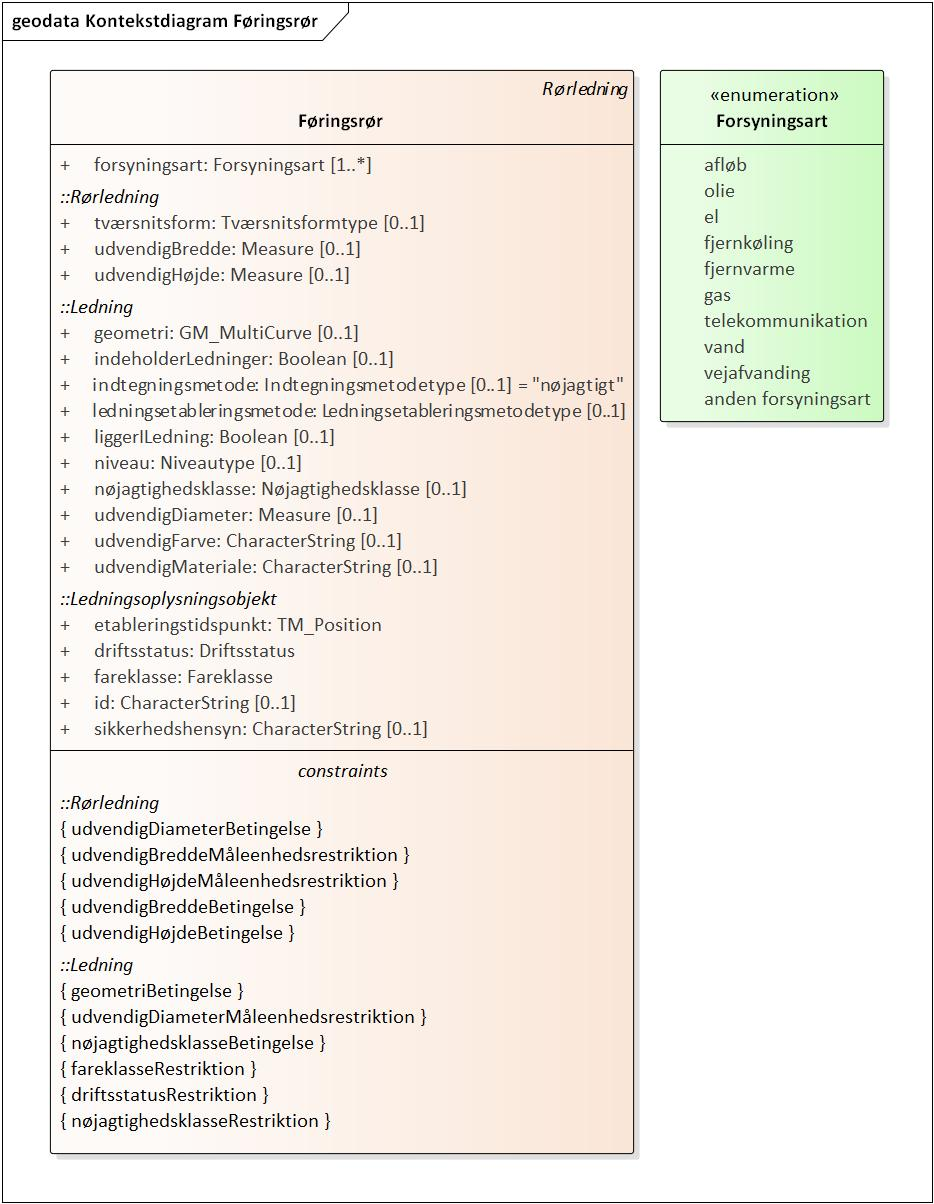 geodata Kontekstdiagram Føringsrør
Rørledning
Føringsrør
+ forsyningsart: Forsyningsart [1..*]
::Rørledning
+ tværsnitsform: Tværsnitsformtype [0..1]
+ udvendigBredde: Measure [0..1]
+ udvendigHøjde: Measure [0..1]
::Ledning
+ geometri: GM_MultiCurve [0..1]
+ indeholderLedninger: Boolean [0..1]
+ indtegningsmetode: Indtegningsmetodetype [0..1] = "nøjagtigt"
+ ledningsetableringsmetode: Ledningsetableringsmetodetype [0..1]
+ liggerILedning: Boolean [0..1]
+ niveau: Niveautype [0..1]
+ nøjagtighedsklasse: Nøjagtighedsklasse [0..1]
+ udvendigDiameter: Measure [0..1]
+ udvendigFarve: CharacterString [0..1]
+ udvendigMateriale: CharacterString [0..1]
::Ledningsoplysningsobjekt
+ etableringstidspunkt: TM_Position
+ driftsstatus: Driftsstatus
+ fareklasse: Fareklasse
+ id: CharacterString [0..1]
+ sikkerhedshensyn: CharacterString [0..1]
constraints
::Rørledning
{ udvendigDiameterBetingelse }
{ udvendigBreddeMåleenhedsrestriktion }
{ udvendigHøjdeMåleenhedsrestriktion }
{ udvendigBreddeBetingelse }
{ udvendigHøjdeBetingelse }
::Ledning
{ geometriBetingelse }
{ udvendigDiameterMåleenhedsrestriktion }
{ nøjagtighedsklasseBetingelse }
{ fareklasseRestriktion }
{ driftsstatusRestriktion }
{ nøjagtighedsklasseRestriktion }
«enumeration»
Forsyningsart
afløb
olie
el
fjernkøling
fjernvarme
gas
telekommunikation
vand
vejafvanding
anden forsyningsart